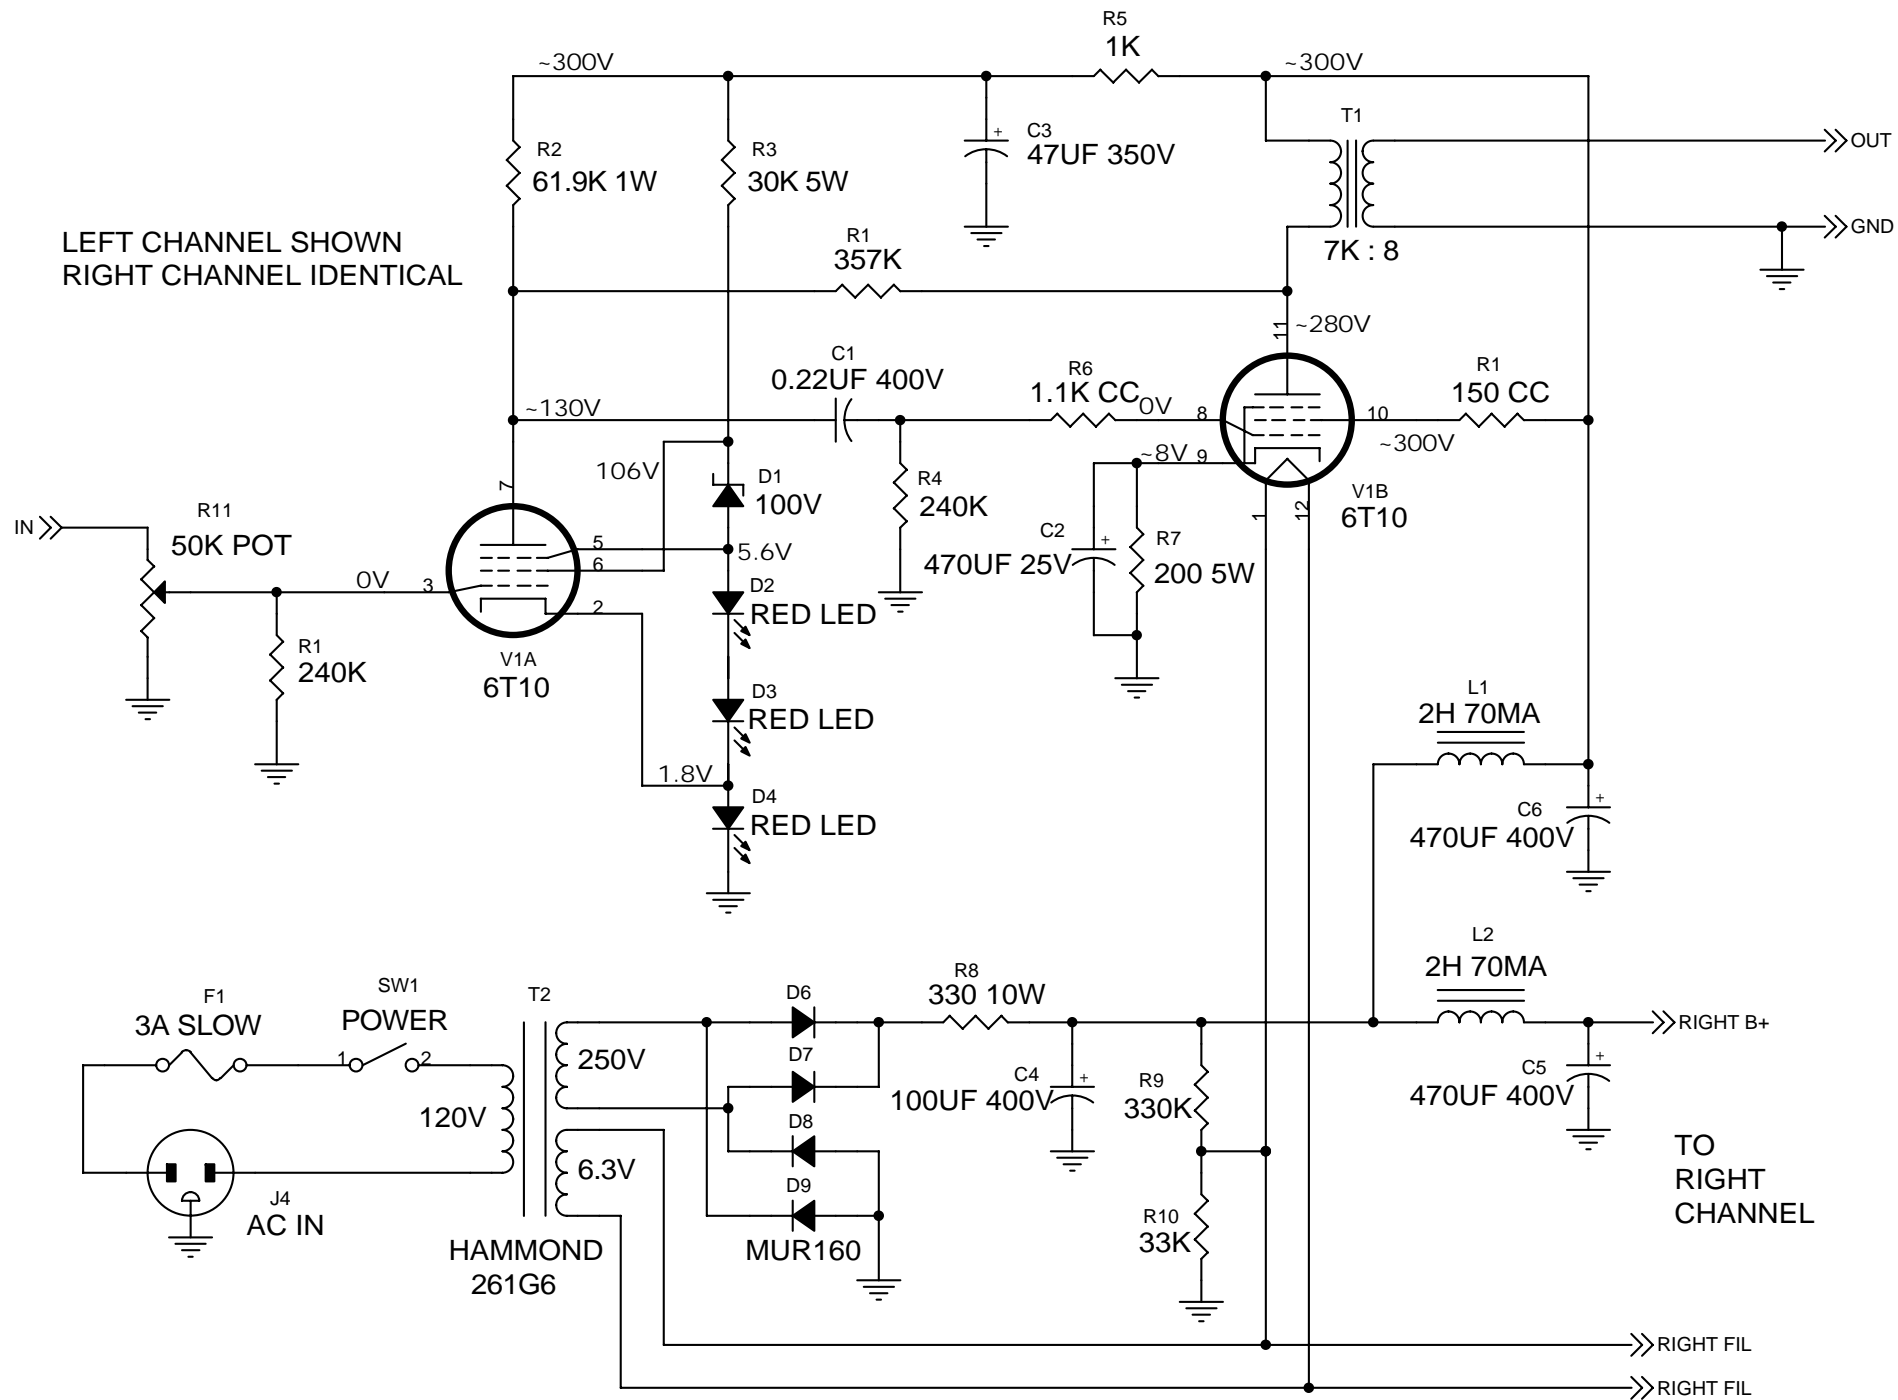 R5
1K
~300V
~300V
T1
OUT
R2
61.9K 1W
R3
30K 5W
C3
+
47UF 350V
GND
LEFT CHANNEL SHOWN
RIGHT CHANNEL IDENTICAL
R1
357K
7K : 8
11
~280V
C1
0.22UF 400V
R6
1.1K CC
0V
8
R1
150 CC
10
~300V
~130V
~8V
9
106V
D1
100V
R4
240K
V1B
6T10
1
12
7
R11
50K POT
IN
C2
+
470UF 25V
R7
200 5W
5
6
5.6V
0V
3
2
D2
RED LED
R1
240K
V1A
6T10
D3
RED LED
L1
2H 70MA
1.8V
D4
RED LED
C6
+
470UF 400V
L2
2H 70MA
F1
3A SLOW
SW1
POWER
1
2
T2
D6
R8
330 10W
RIGHT B+
250V
D7
C4
+
100UF 400V
R9
330K
C5
+
470UF 400V
120V
D8
6.3V
D9
MUR160
TO
RIGHT
CHANNEL
J4
AC IN
R10
33K
HAMMOND
261G6
RIGHT FIL
RIGHT FIL